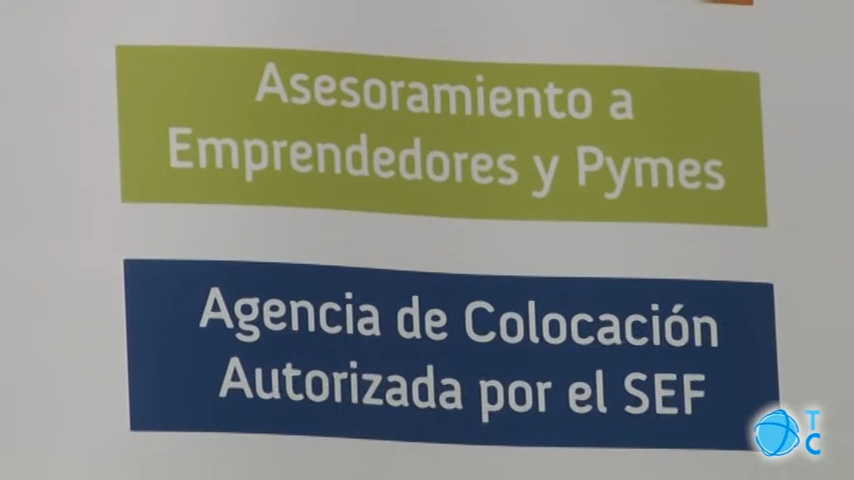 Asesoramiento a
Emprendedores y Pymes
Agencia de Colocación
Autorizada por el SEF
TC